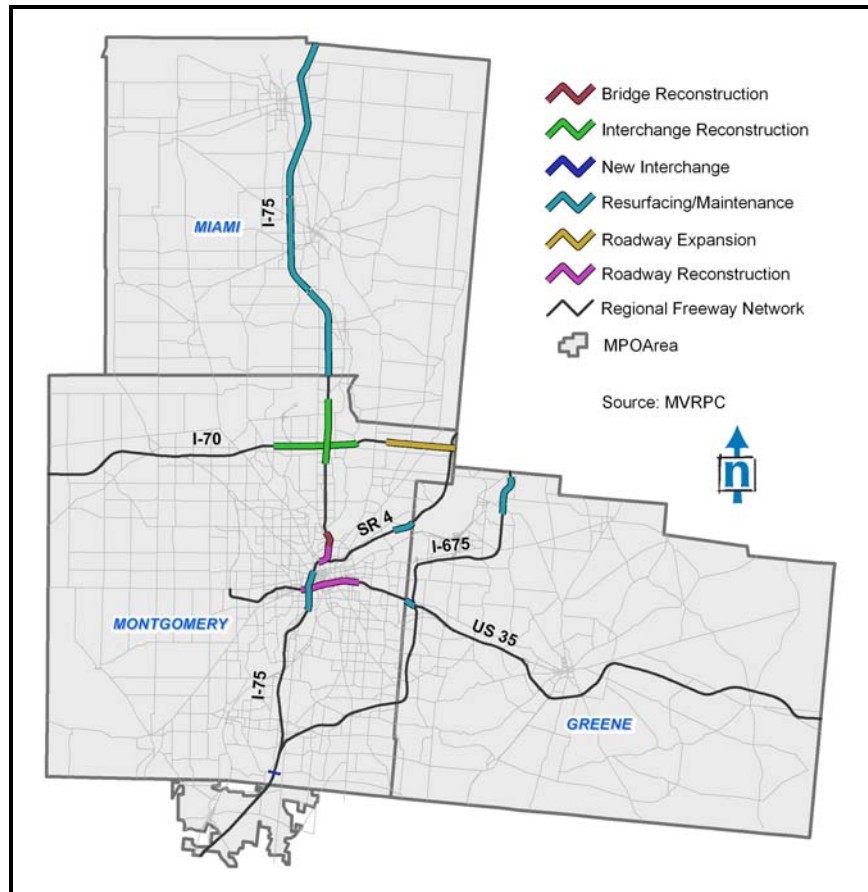 Bridge Reconstruction
Interchange Reconstruction
New Interchange
Resurfacing/Maintenance
Roadway Expansion
Roadway Reconstruction
Regional Freeway Network
MPOArea
Source: MVRPC
n
I-75
MIAMI
I-70
SR 4
I-675
MONTGOMERY
US 35
I-75
GREENE